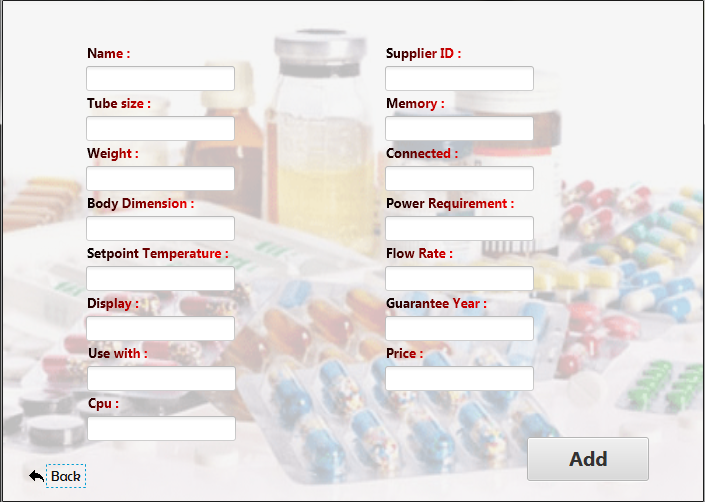 Name :
Supplier ID :
Tube size :
Memory :
Weight :
Connected :
Body Dimension :
Power Requirement :
Setpoint Temperature :
Flow Rate :
Display :
Guarantee Year :
Use with :
Price :
Cpu :
Add
Back